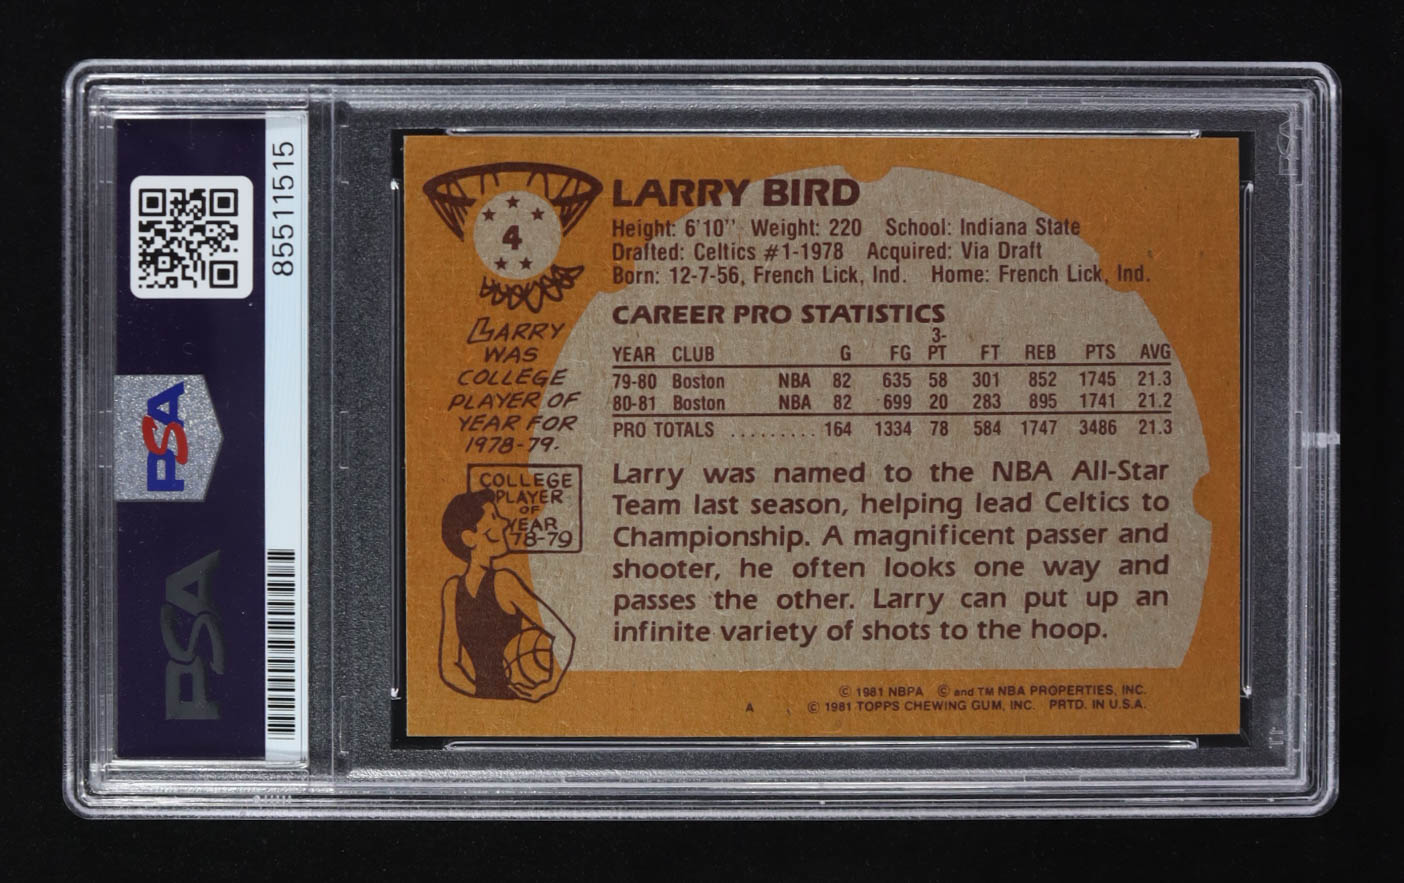 85511515
PSA
PSA
4
LARRY BIRD
Height: 6'10'' Weight: 220 School: Indiana State
Drafted: Celtics #1-1978 Acquired: Via Draft
Born: 12-7-56, French Lick, Ind. Home: French Lick, Ind.
CAREER PRO STATISTICS
YEAR CLUB G FG 3-PT FT REB PTS AVG
79-80 Boston NBA 82 635 58 301 852 1745 21.3
80-81 Boston NBA 82 699 20 283 895 1741 21.2
PRO TOTALS ......... 164 1334 78 584 1747 3486 21.3
LARRY
WAS
COLLEGE
PLAYER OF
YEAR FOR
1978-79.
COLLEGE
PLAYER
OF
YEAR
78-79
Larry was named to the NBA All-Star
Team last season, helping lead Celtics to
Championship. A magnificent passer and
shooter, he often looks one way and
passes the other. Larry can put up an
infinite variety of shots to the hoop.
© 1981 NBPA © and TM NBA PROPERTIES, INC.
A © 1981 TOPPS CHEWING GUM, INC. PRTD. IN U.S.A.